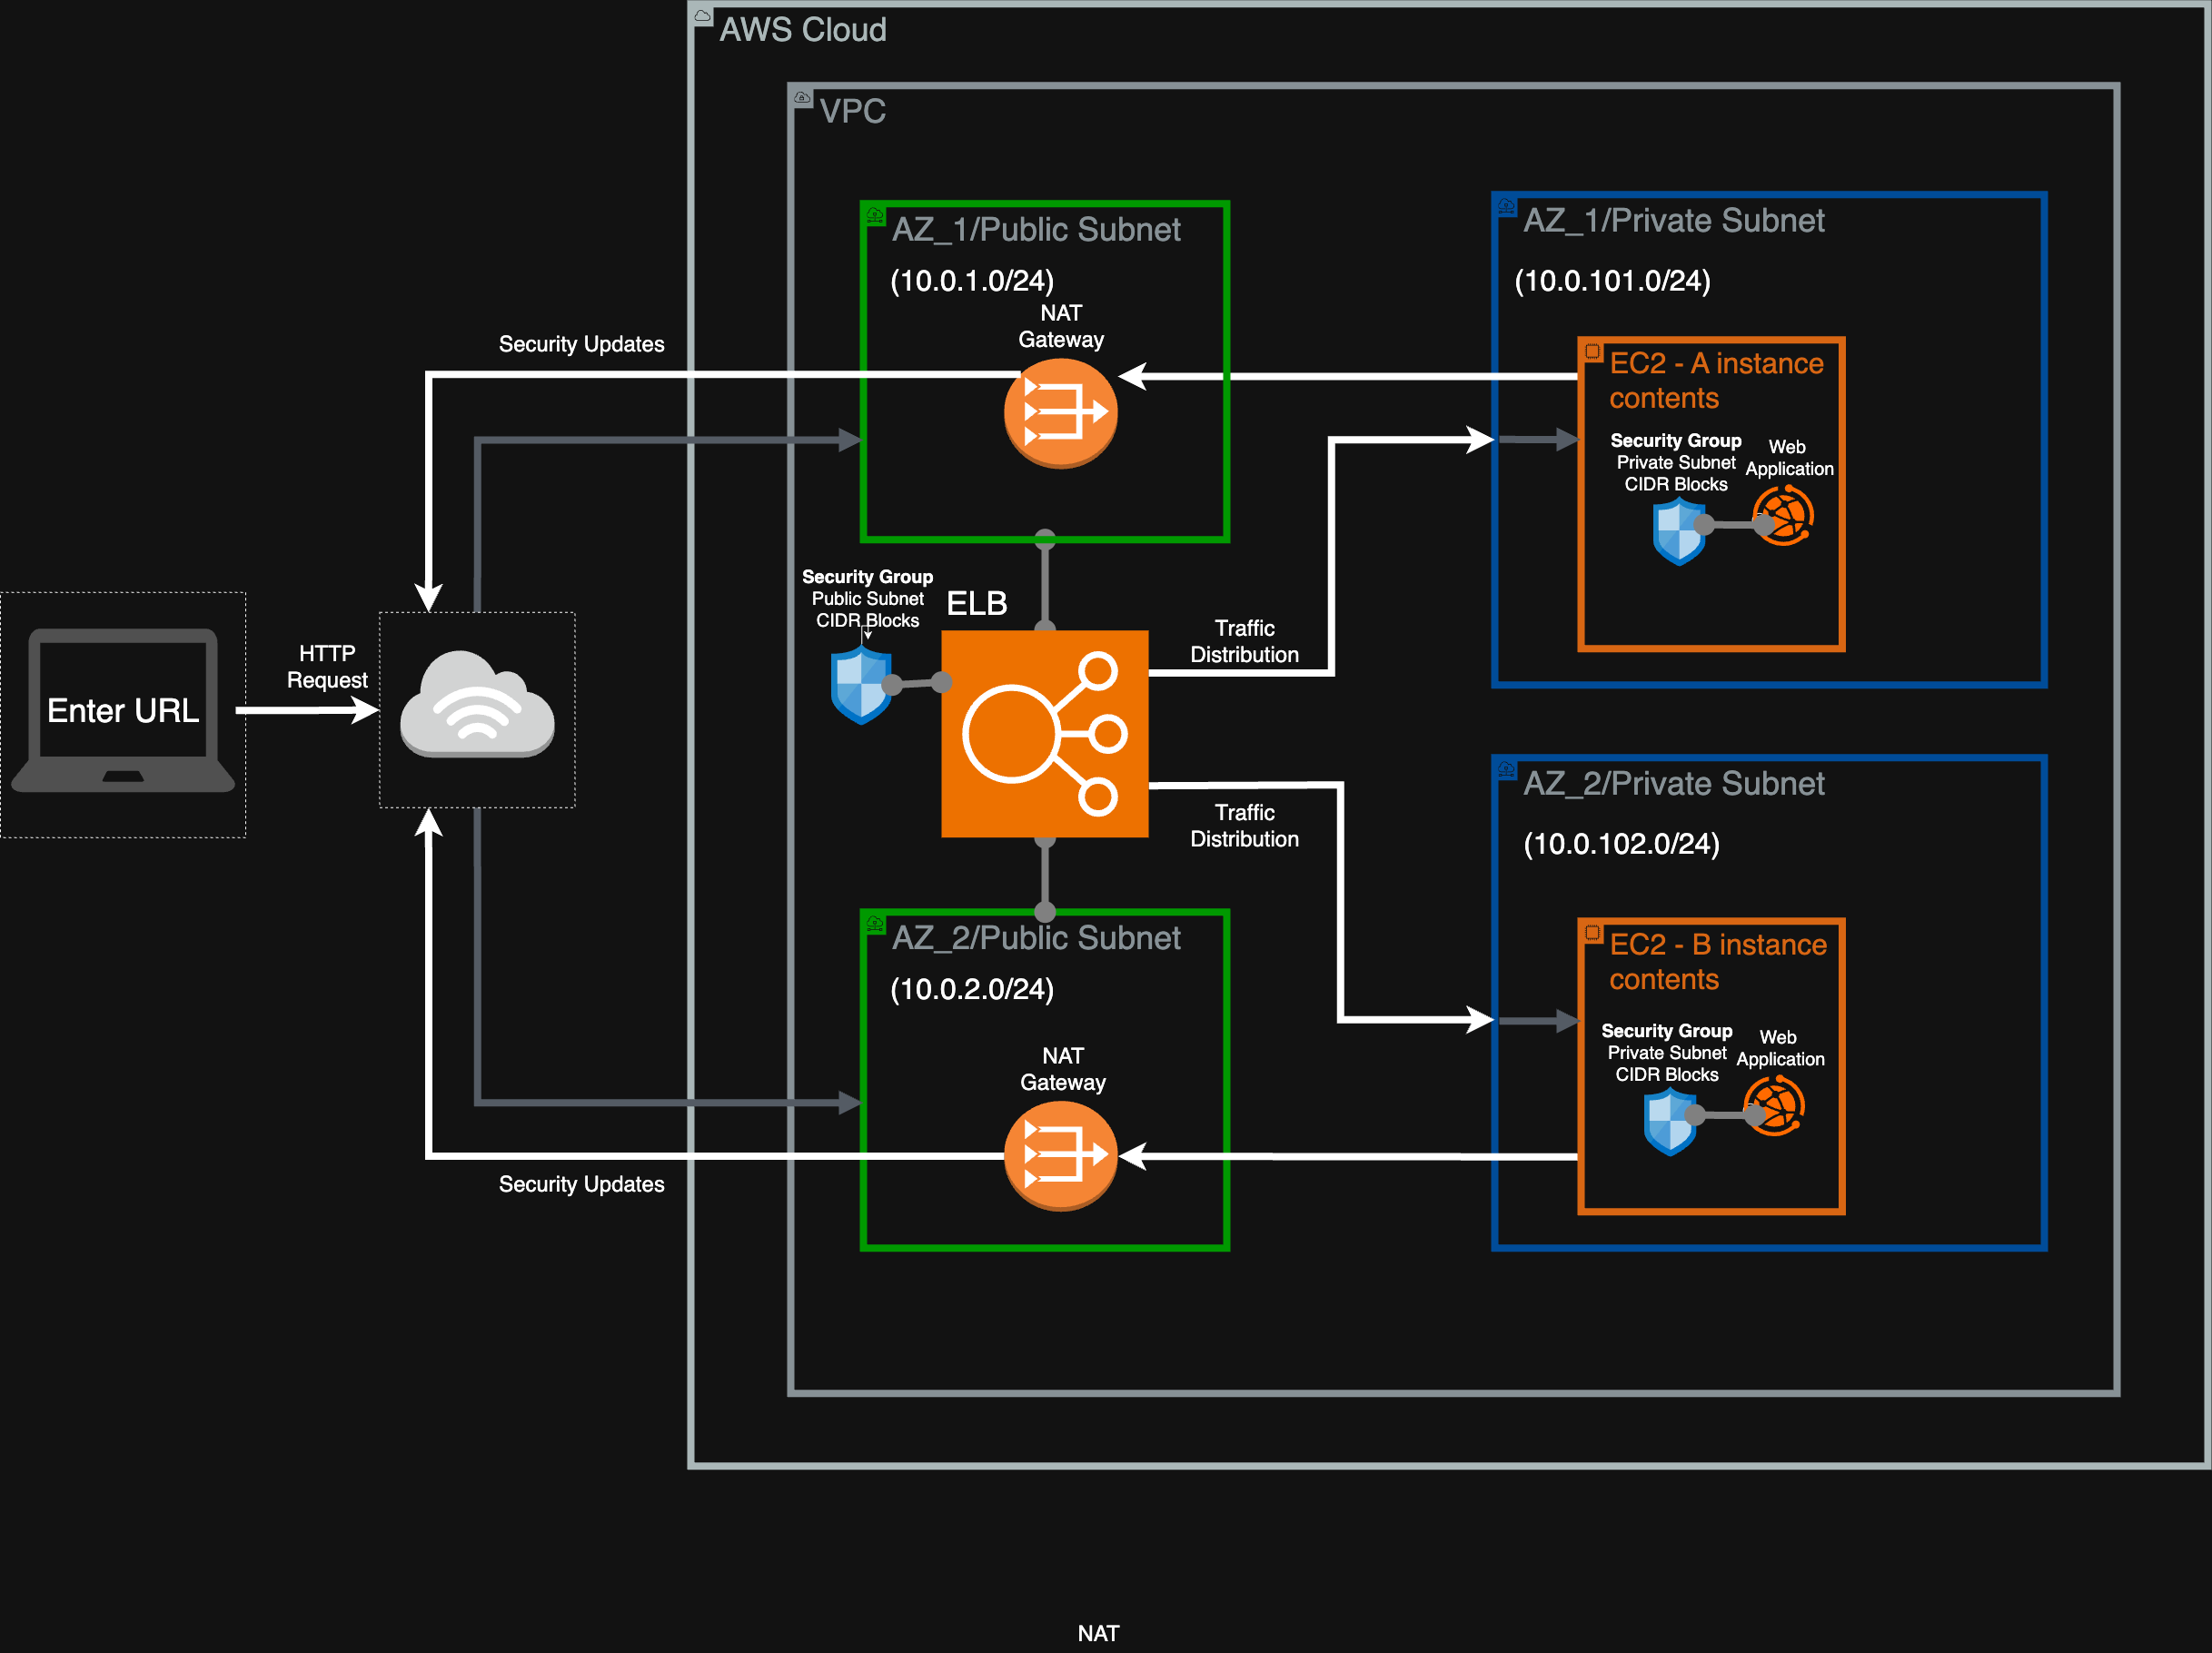 AWS Cloud
VPC
AZ_1/Public Subnet
(10.0.1.0/24)
NAT
Gateway
AZ_1/Private Subnet
(10.0.101.0/24)
EC2 - A instance
contents
Security Group
Private Subnet
CIDR Blocks
Web
Application
Security Updates
Security Group
Public Subnet
CIDR Blocks
ELB
Traffic
Distribution
HTTP
Request
Enter URL
Traffic
Distribution
AZ_2/Private Subnet
(10.0.102.0/24)
AZ_2/Public Subnet
(10.0.2.0/24)
NAT
Gateway
EC2 - B instance
contents
Security Group
Private Subnet
CIDR Blocks
Web
Application
Security Updates
NAT